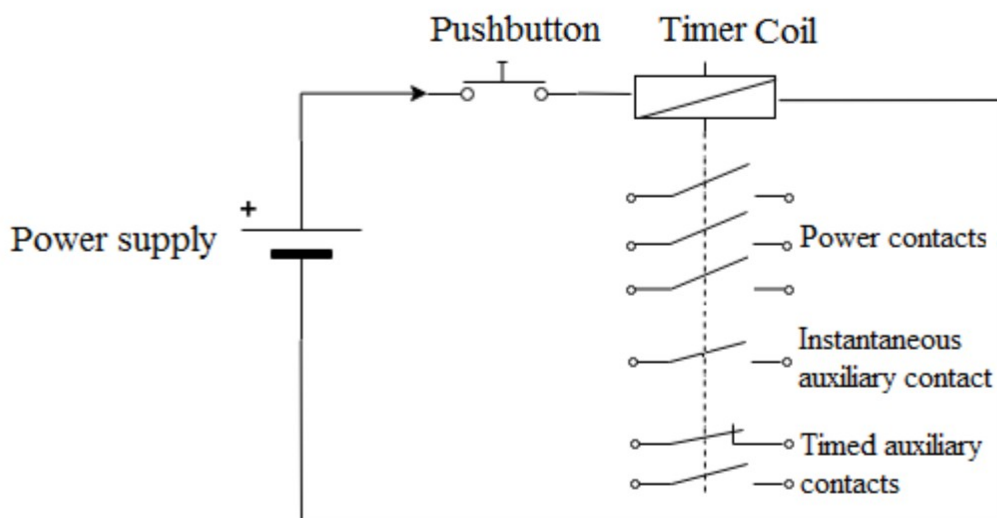 Pushbutton
Timer Coil
+
Power supply
Power contacts
Instantaneous
auxiliary contact
Timed auxiliary
contacts